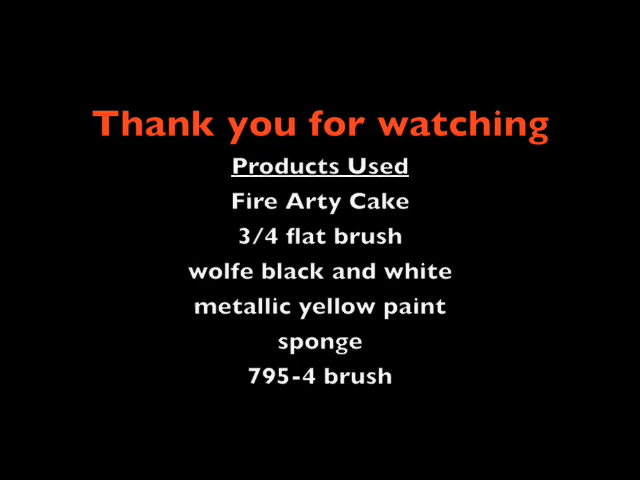 Thank you for watching
Products Used
Fire Arty Cake
3/4 flat brush
wolfe black and white
metallic yellow paint
sponge
795-4 brush